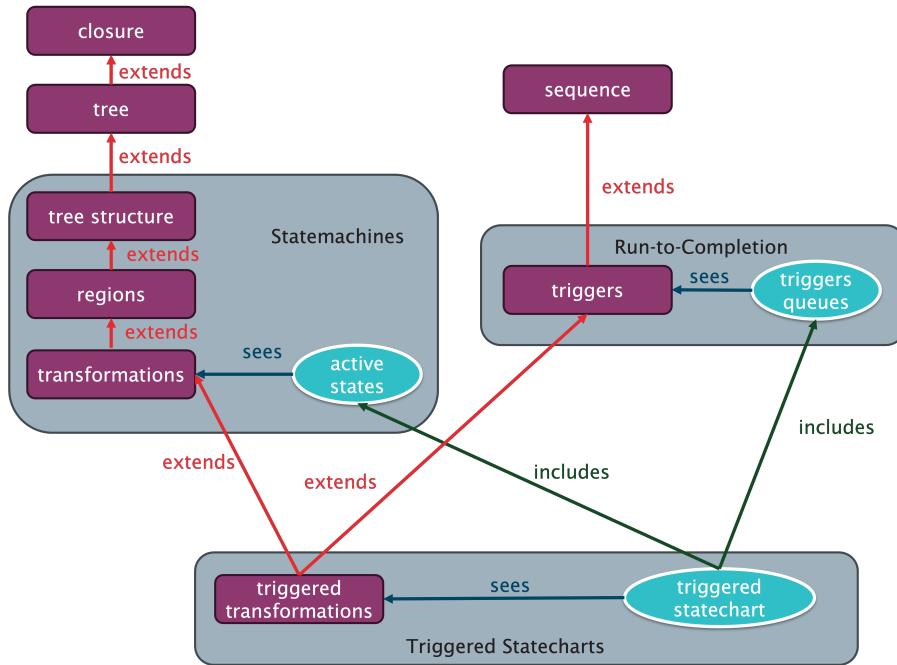 closure
extends
tree
sequence
extends
extends
tree structure
Statemachines
Run-to-Completion
extends
sees
triggers
queues
triggers
regions
extends
sees
active
states
transformations
includes
extends
includes
extends
triggered
transformations
sees
triggered
statechart
Triggered Statecharts